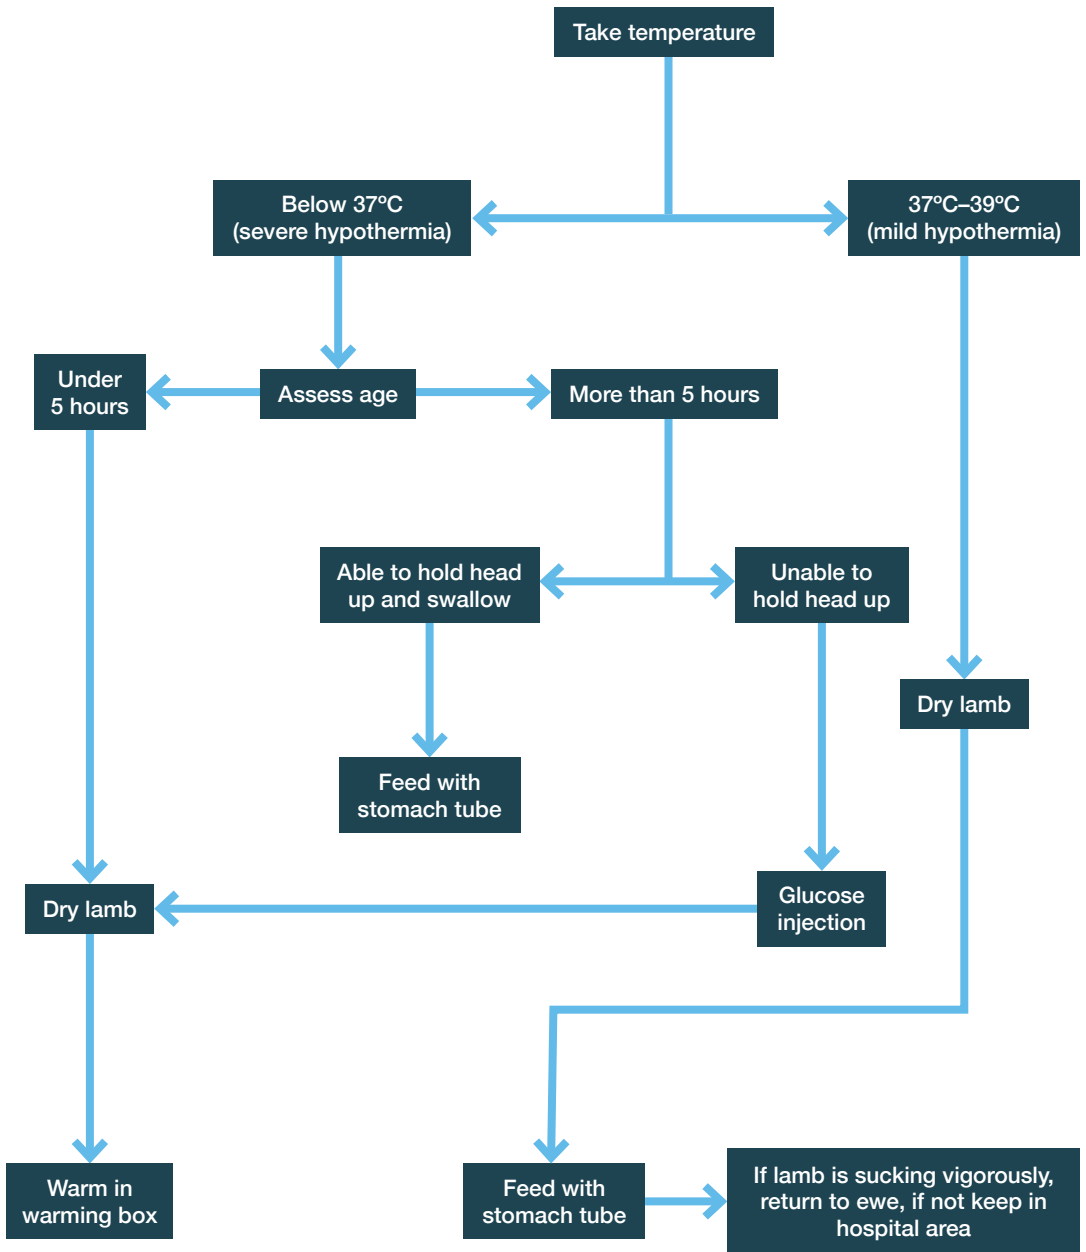 Take temperature
Below 37ºC
(severe hypothermia)
37ºC–39ºC
(mild hypothermia)
Under
5 hours
Assess age
More than 5 hours
Able to hold head
up and swallow
Unable to
hold head up
Dry lamb
Feed with
stomach tube
Dry lamb
Glucose
injection
Warm in
warming box
Feed with
stomach tube
If lamb is sucking vigorously,
return to ewe, if not keep in
hospital area